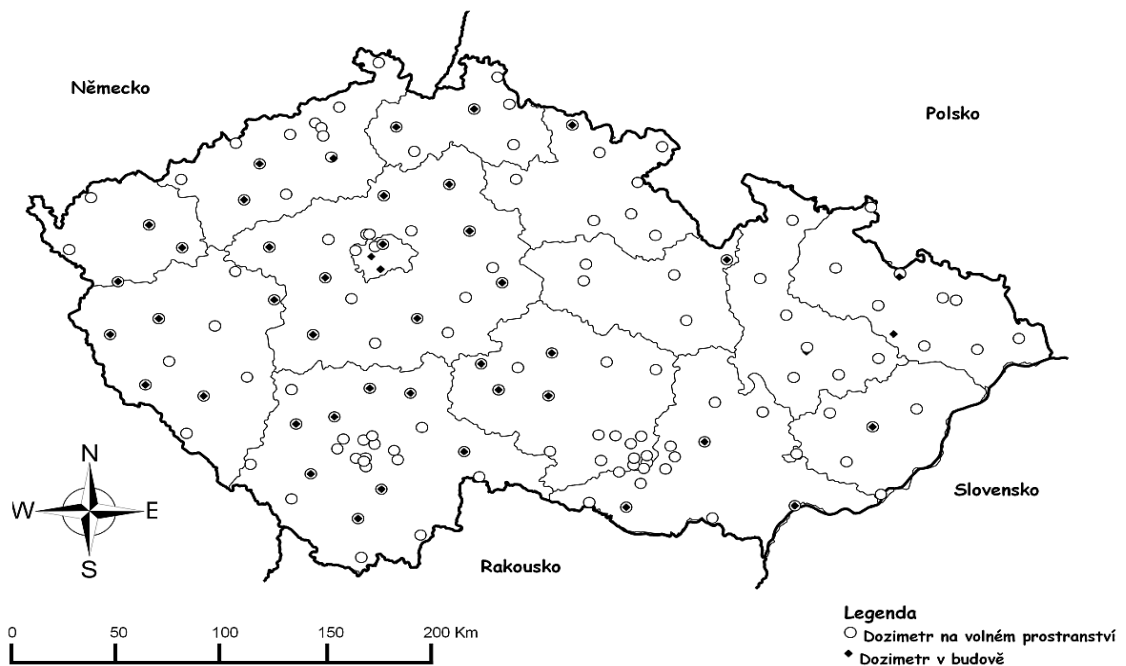 Německo
Polsko
N
W E
S
Slovensko
Rakousko
0 50 100 150 200 Km
Legenda
Dozimetr na volném prostranství
Dozimetr v budově